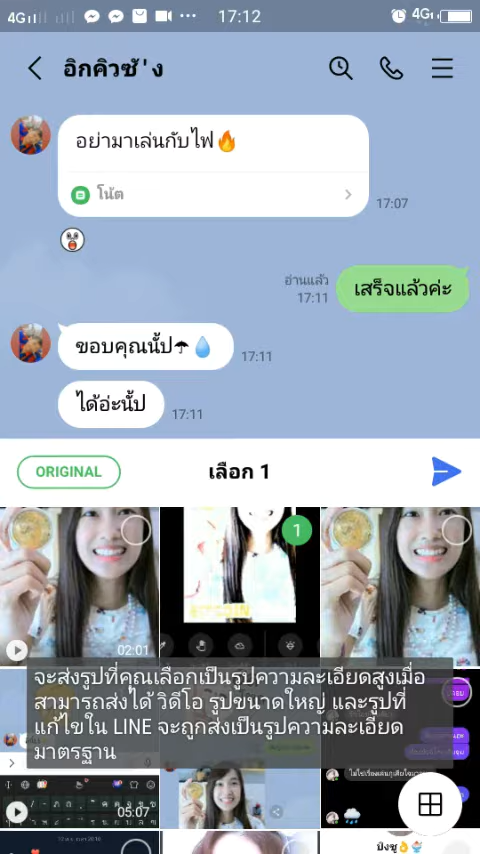 4G 17:12 4G
อิกคิวซ้ ' ง
อย่ามาเล่นกับไฟ🔥
โน้ต
17:07
อ่านแล้ว
17:11
เสร็จแล้วค่ะ
ขอบคุณนั้ป☂💧
17:11
ได้อ่ะนั้ป
17:11
ORIGINAL
เลือก 1
1
02:01
จะส่งรูปที่คุณเลือกเป็นรูปความละเอียดสูงเมื่อ
สามารถส่งได้ วิดีโอ รูปขนาดใหญ่ และรูปที่
แก้ไขใน LINE จะถูกส่งเป็นรูปความละเอียด
มาตรฐาน
05:07